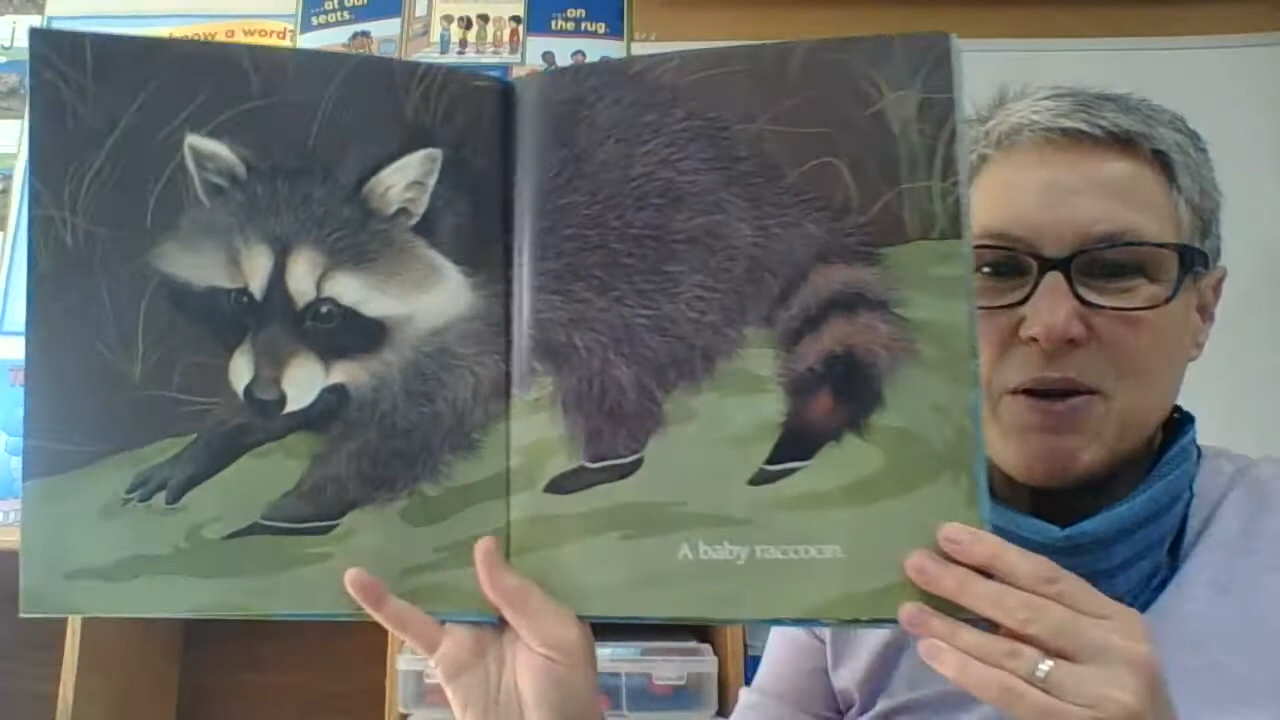 ...at our
seats.
...on
the rug.
know a word?
A baby raccoon.